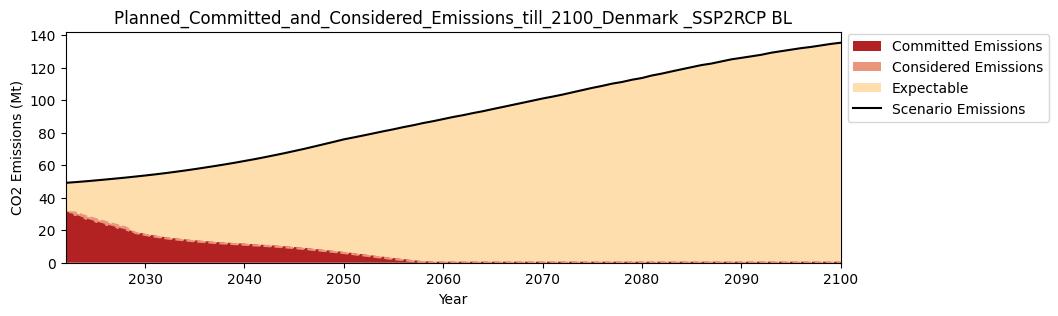 Planned_Committed_and_Considered_Emissions_till_2100_Denmark _SSP2RCP BL
140
120
100
80
60
40
20
0
CO2 Emissions (Mt)
2030
2040
2050
2060
2070
2080
2090
2100
Year
Committed Emissions
Considered Emissions
Expectable
Scenario Emissions